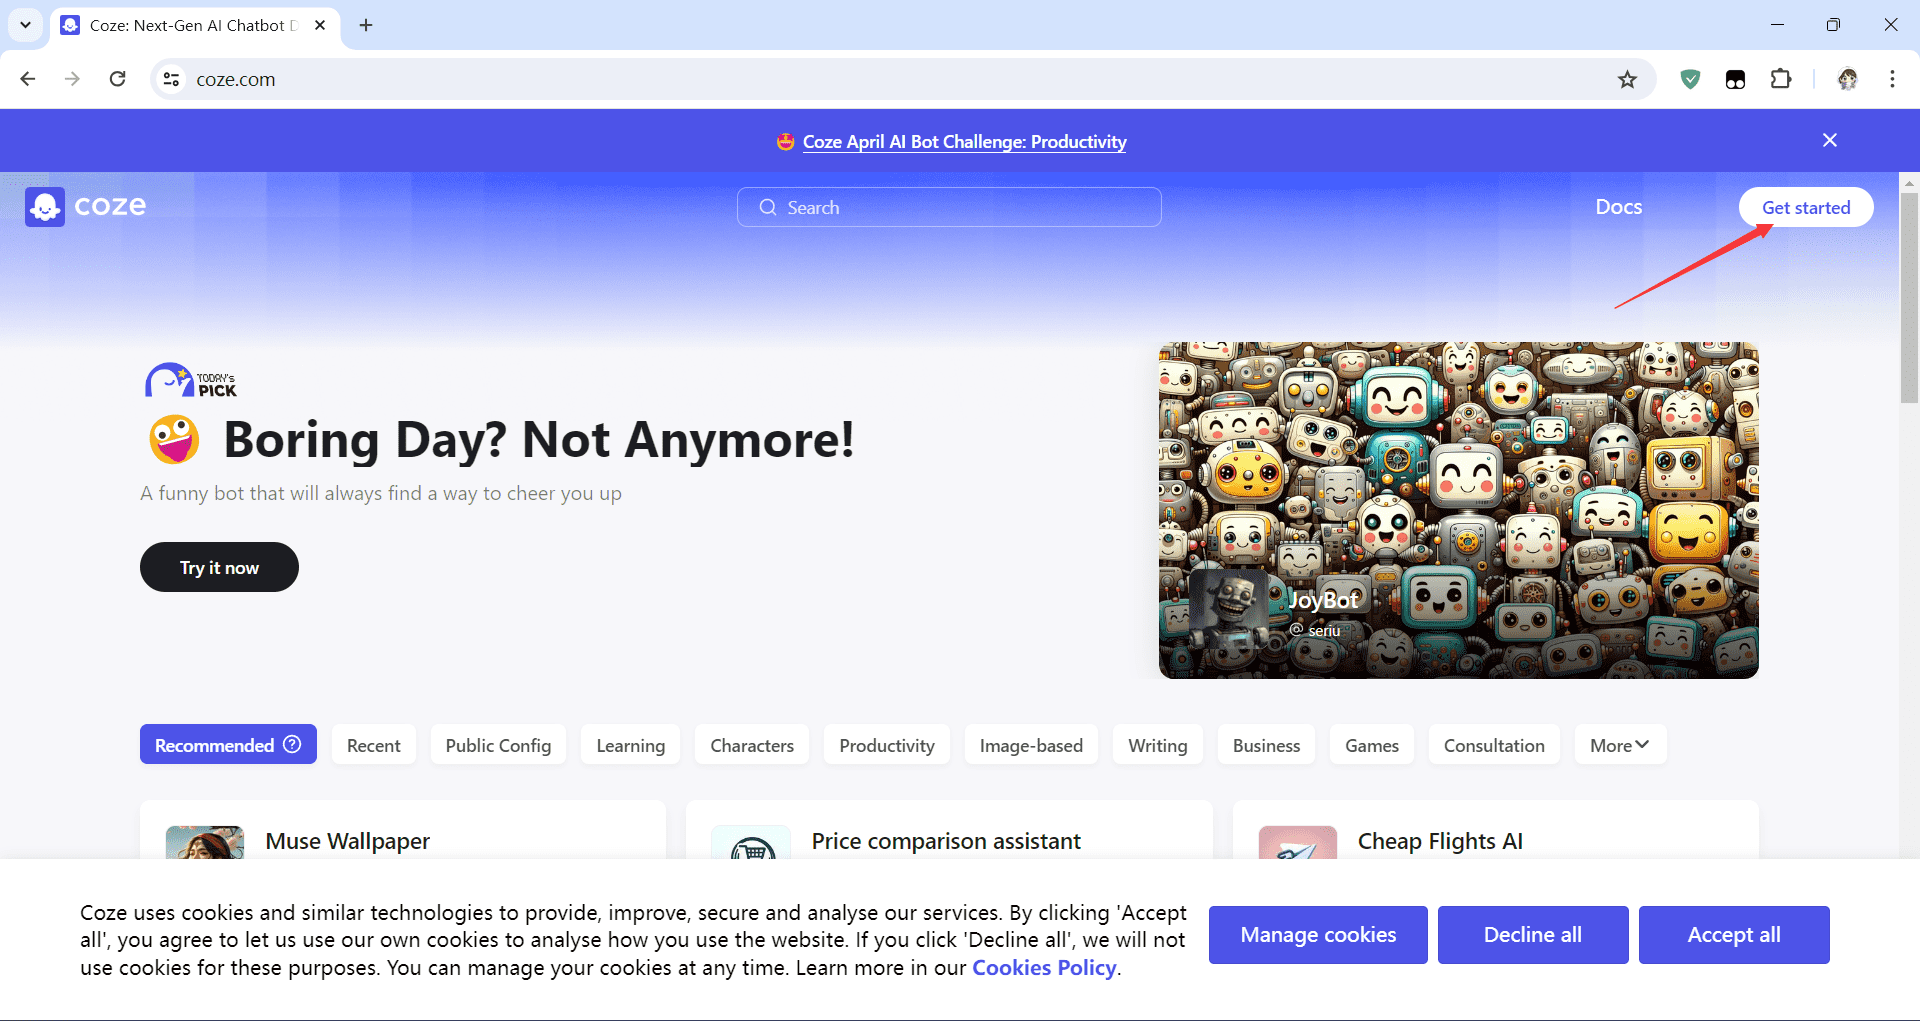 Coze: Next-Gen AI Chatbot D
coze.com
Coze April AI Bot Challenge: Productivity
coze
Search
Docs
Get started
TODAY'S
PICK
Boring Day? Not Anymore!
A funny bot that will always find a way to cheer you up
Try it now
JoyBot
@ seriu
Recommended
Recent
Public Config
Learning
Characters
Productivity
Image-based
Writing
Business
Games
Consultation
More
Muse Wallpaper
Price comparison assistant
Cheap Flights AI
Coze uses cookies and similar technologies to provide, improve, secure and analyse our services. By clicking 'Accept
all', you agree to let us use our own cookies to analyse how you use the website. If you click 'Decline all', we will not
use cookies for these purposes. You can manage your cookies at any time. Learn more in our Cookies Policy.
Manage cookies
Decline all
Accept all